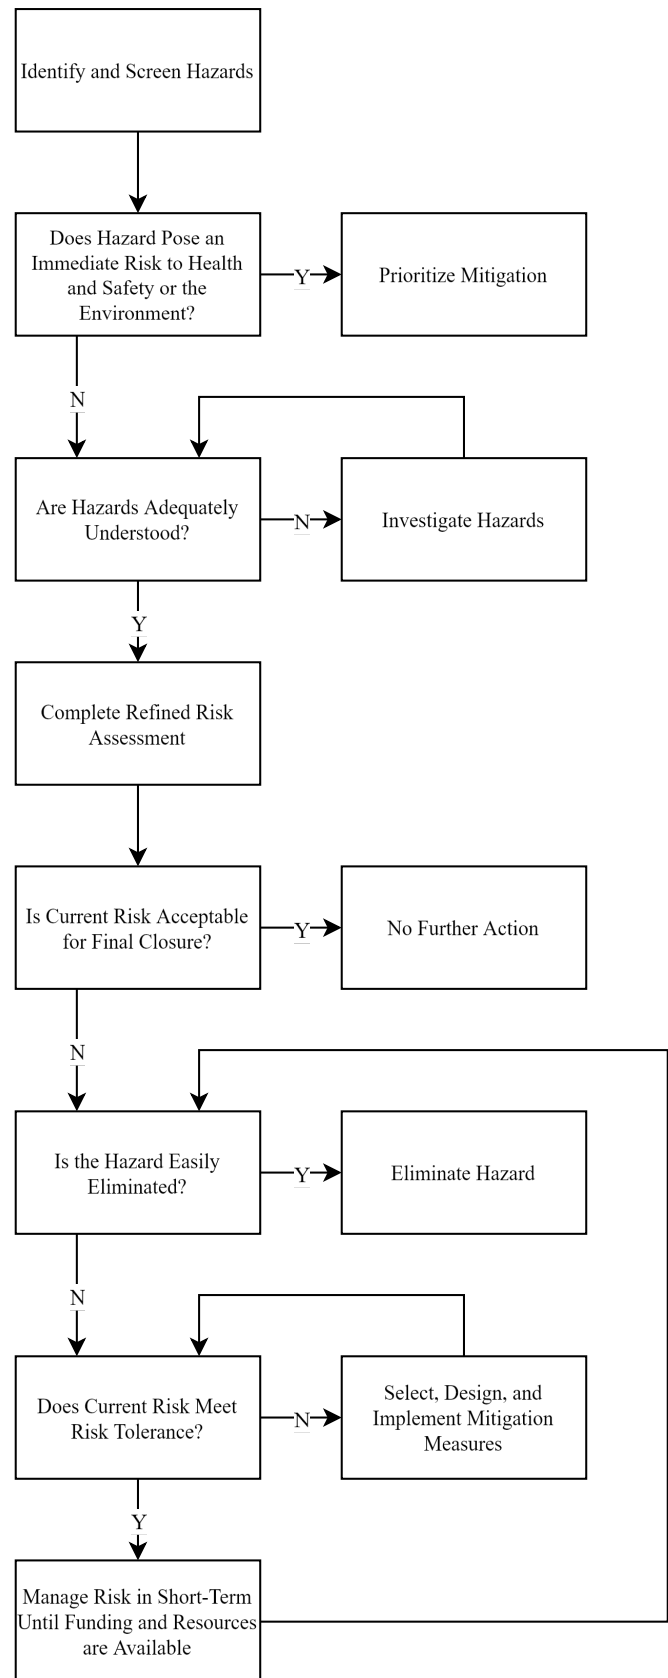 Identify and Screen Hazards
Does Hazard Pose an
Immediate Risk to Health
and Safety or the
Environment?
Y
Prioritize Mitigation
N
Are Hazards Adequately
Understood?
N
Investigate Hazards
Y
Complete Refined Risk
Assessment
Is Current Risk Acceptable
for Final Closure?
Y
No Further Action
N
Is the Hazard Easily
Eliminated?
Y
Eliminate Hazard
N
Does Current Risk Meet
Risk Tolerance?
N
Select, Design, and
Implement Mitigation
Measures
Y
Manage Risk in Short-Term
Until Funding and Resources
are Available